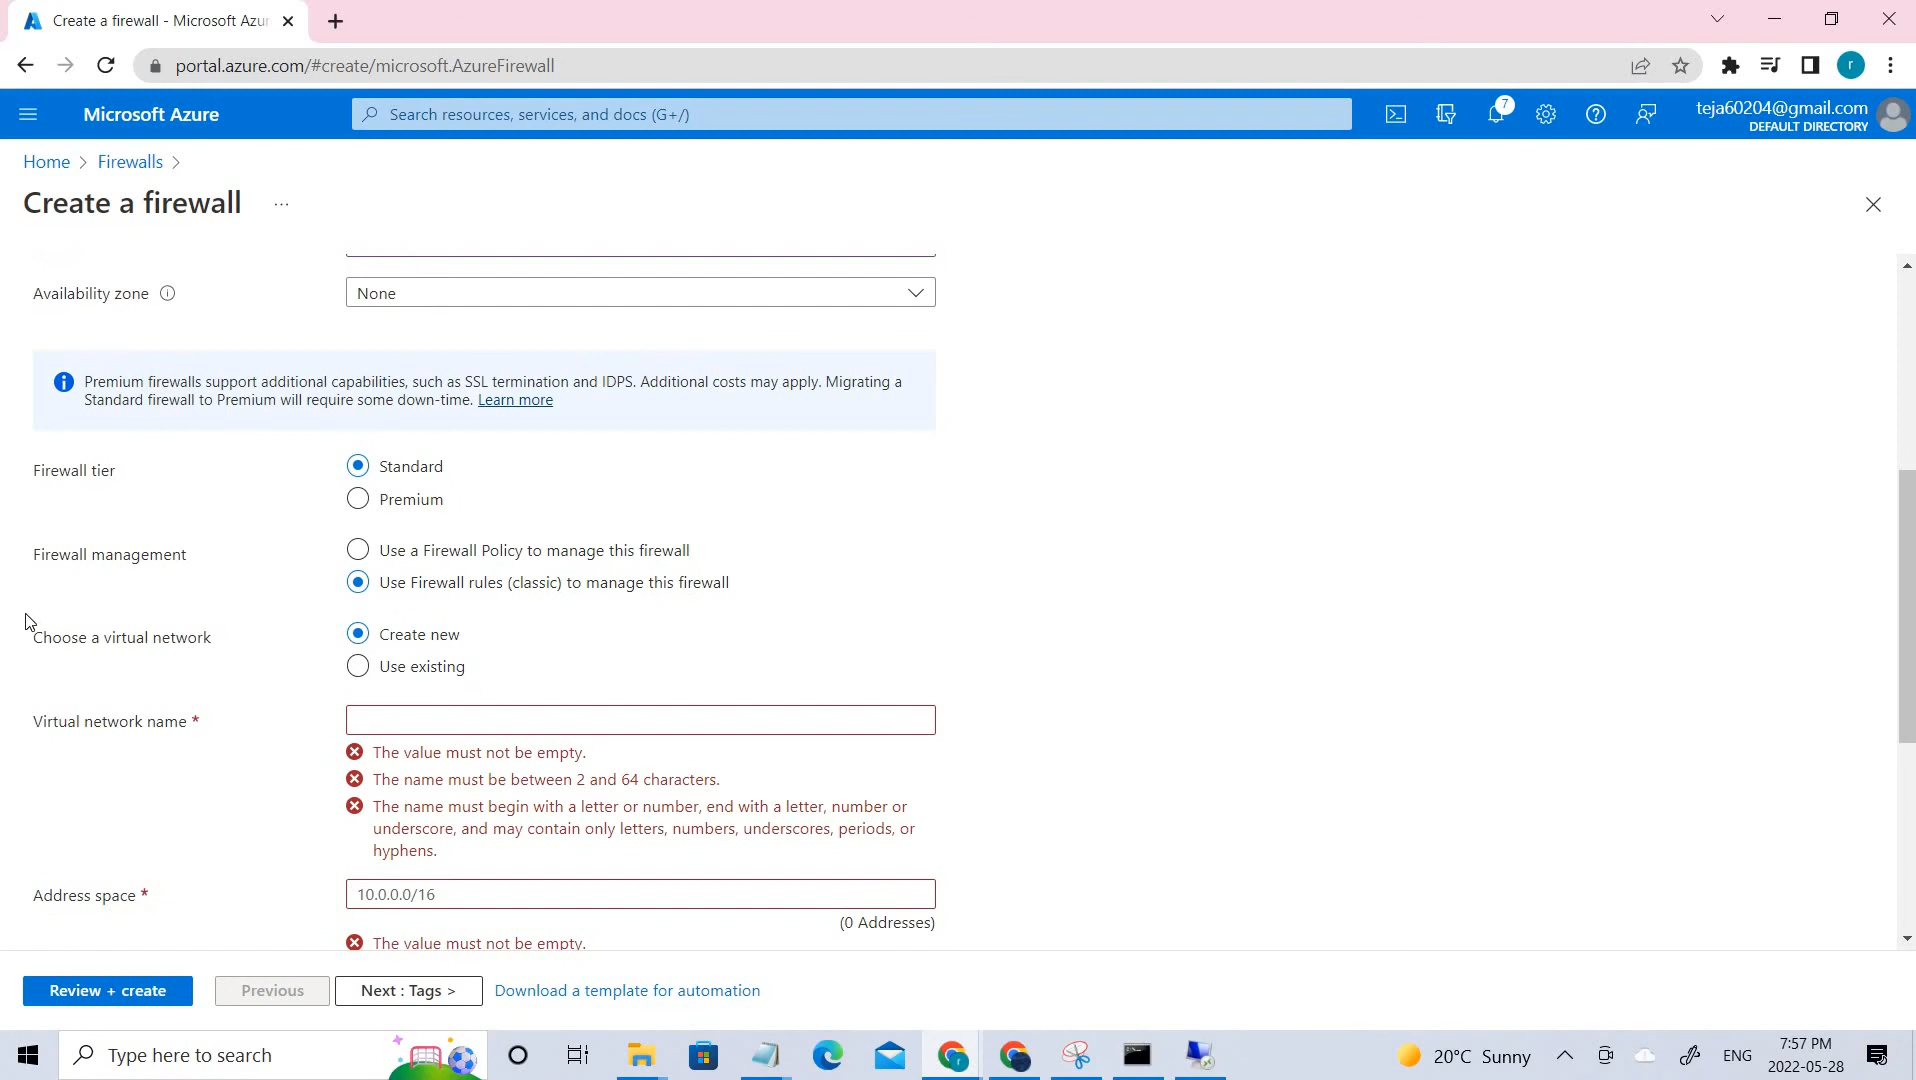 Create a firewall - Microsoft Azur
portal.azure.com/#create/microsoft.AzureFirewall
r
Microsoft Azure
Search resources, services, and docs (G+/)
7
teja60204@gmail.com
DEFAULT DIRECTORY
Home > Firewalls >
Create a firewall ...
Availability zone
None
Premium firewalls support additional capabilities, such as SSL termination and IDPS. Additional costs may apply. Migrating a
Standard firewall to Premium will require some down-time. Learn more
Firewall tier
Standard
Premium
Firewall management
Use a Firewall Policy to manage this firewall
Use Firewall rules (classic) to manage this firewall
Choose a virtual network
Create new
Use existing
Virtual network name *
The value must not be empty.
The name must be between 2 and 64 characters.
The name must begin with a letter or number, end with a letter, number or
underscore, and may contain only letters, numbers, underscores, periods, or
hyphens.
Address space *
10.0.0.0/16
(0 Addresses)
The value must not be empty.
Review + create
Previous
Next : Tags >
Download a template for automation
Type here to search
20°C Sunny
ENG
7:57 PM
2022-05-28